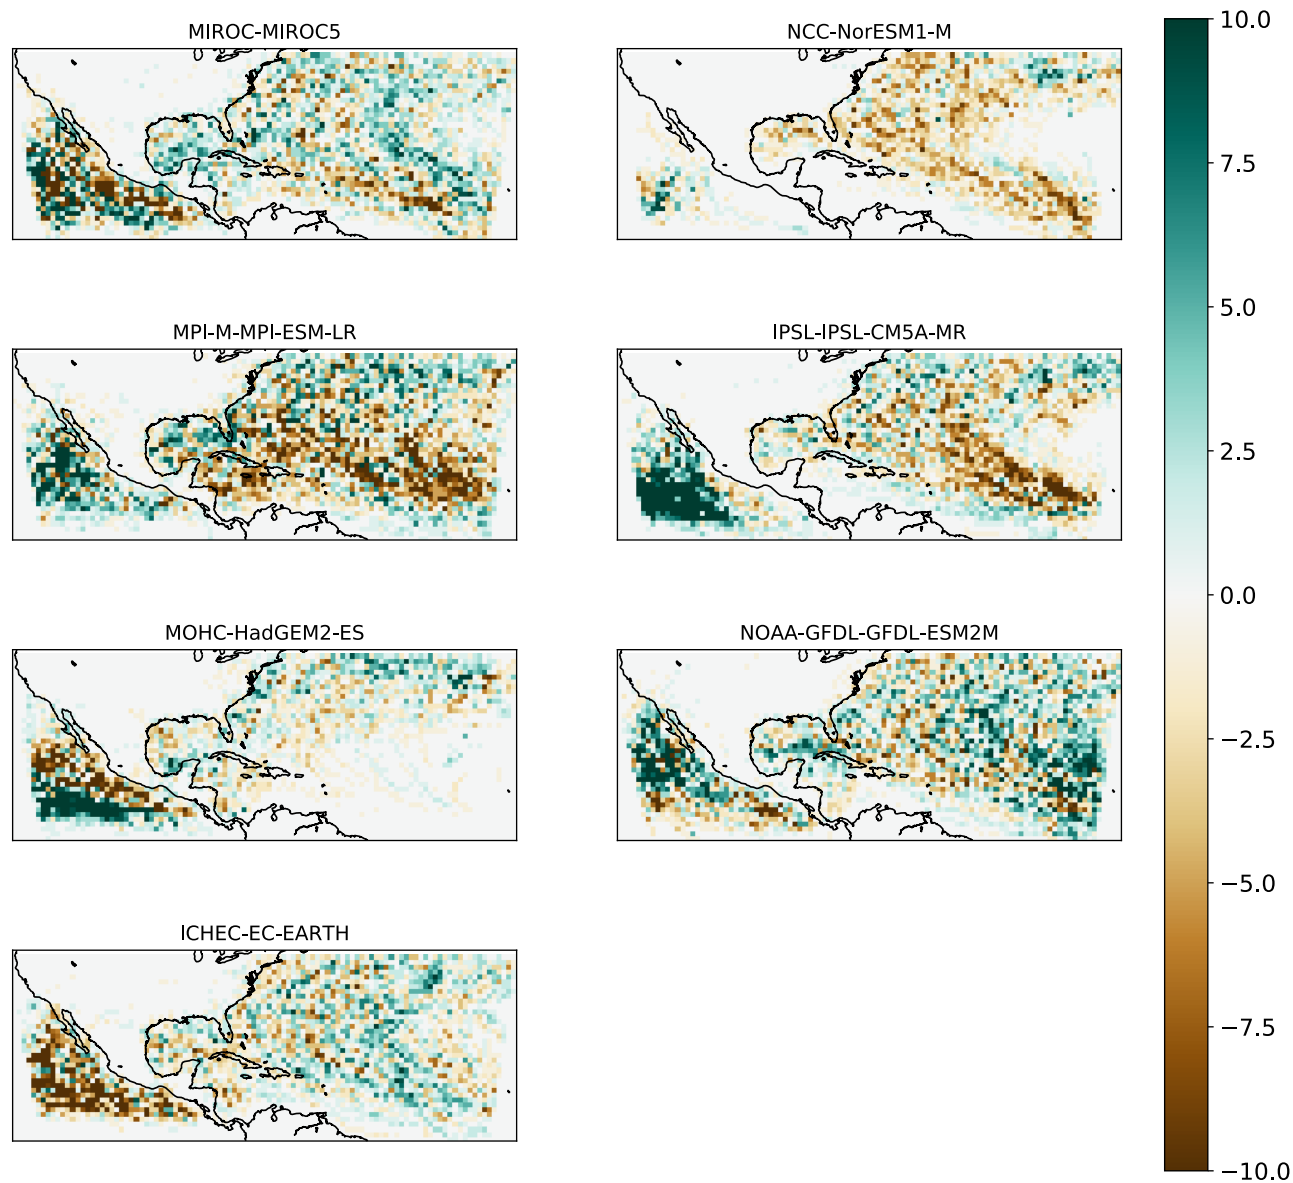 MIROC-MIROC5
NCC-NorESM1-M
MPI-M-MPI-ESM-LR
IPSL-IPSL-CM5A-MR
MOHC-HadGEM2-ES
NOAA-GFDL-GFDL-ESM2M
ICHEC-EC-EARTH
10.0
7.5
5.0
2.5
0.0
−2.5
−5.0
−7.5
−10.0